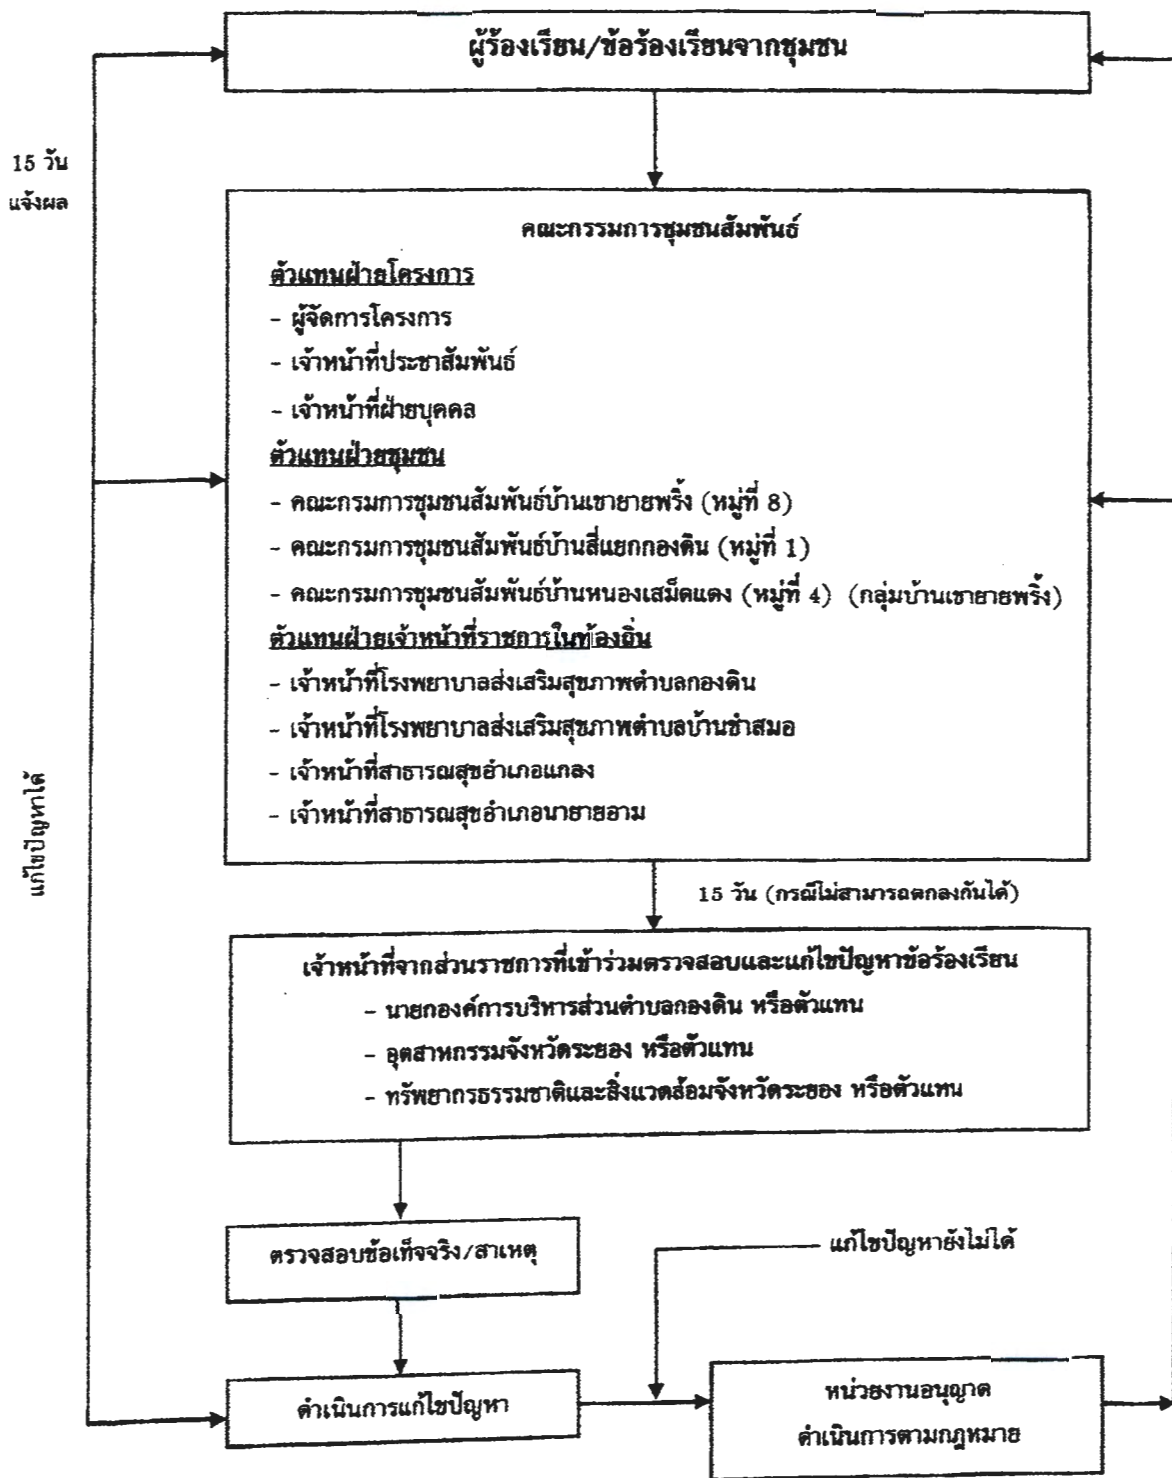 ผู้ร้องเรียน/ข้อร้องเรียนจากชุมชน
15 วัน
แจ้งผล
คณะกรรมการชุมชนสัมพันธ์
ตัวแทนฝ่ายโครงการ
- ผู้จัดการโครงการ
- เจ้าหน้าที่ประชาสัมพันธ์
- เจ้าหน้าที่ฝ่ายบุคคล
ตัวแทนฝ่ายชุมชน
- คณะกรมการชุมชนสัมพันธ์บ้านเขายายพริ้ง (หมู่ที่ 8)
- คณะกรมการชุมชนสัมพันธ์บ้านสี่แยกกองดิน (หมู่ที่ 1)
- คณะกรมการชุมชนสัมพันธ์บ้านหนองเสม็ดแดง (หมู่ที่ 4) (กลุ่มบ้านเขายายพริ้ง)
ตัวแทนฝ่ายเจ้าหน้าที่ราชการในท้องถิ่น
- เจ้าหน้าที่โรงพยาบาลส่งเสริมสุขภาพตำบลกองดิน
- เจ้าหน้าที่โรงพยาบาลส่งเสริมสุขภาพตำบลบ้านชำสมอ
- เจ้าหน้าที่สาธารณสุขอำเภอแกลง
- เจ้าหน้าที่สาธารณสุขอำเภอนายายอาม
แก้ไขปัญหาได้
15 วัน (กรณีไม่สามารถตกลงกันได้)
เจ้าหน้าที่จากส่วนราชการที่เข้าร่วมตรวจสอบและแก้ไขปัญหาข้อร้องเรียน
- นายกองค์การบริหารส่วนตำบลกองดิน หรือตัวแทน
- อุตสาหกรรมจังหวัดระยอง หรือตัวแทน
- ทรัพยากรธรรมชาติและสิ่งแวดล้อมจังหวัดระยอง หรือตัวแทน
ตรวจสอบข้อเท็จจริง/สาเหตุ
แก้ไขปัญหายังไม่ได้
ดำเนินการแก้ไขปัญหา
หน่วยงานอนุญาต
ดำเนินการตามกฎหมาย